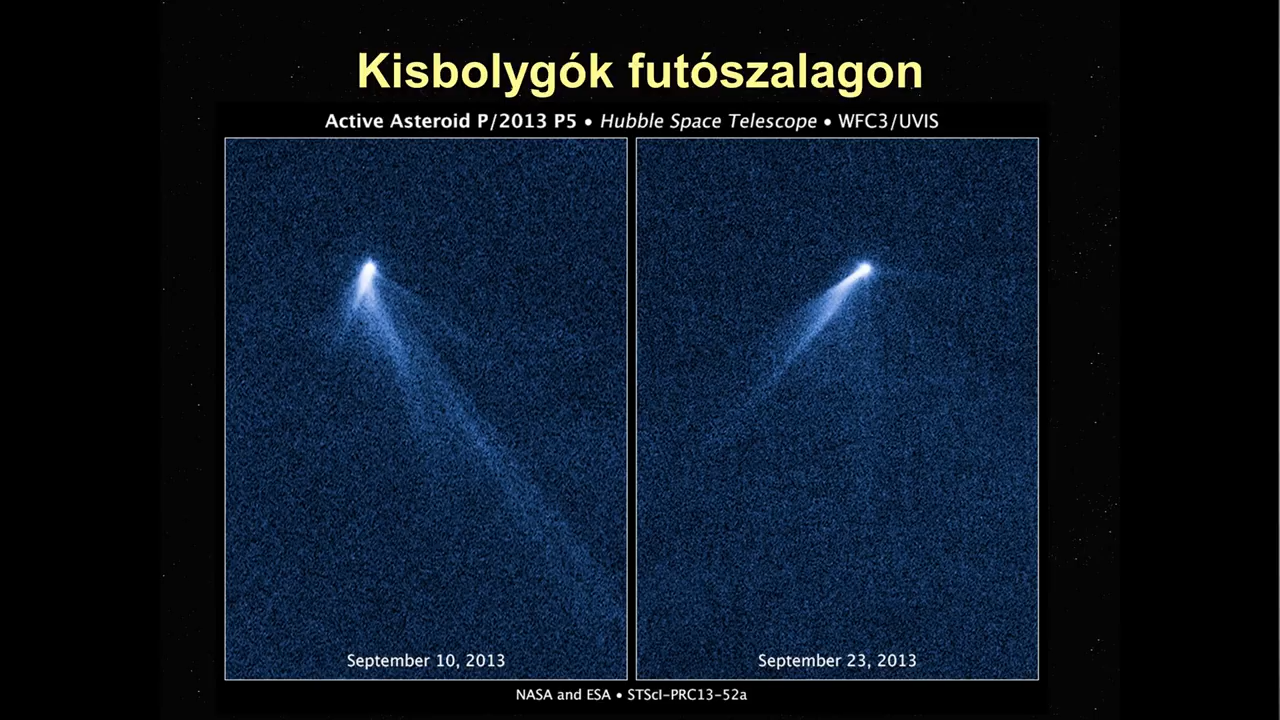 Kisbolygók futószalagon
Active Asteroid P/2013 P5 • Hubble Space Telescope • WFC3/UVIS
September 10, 2013
September 23, 2013
NASA and ESA • STScI-PRC13-52a